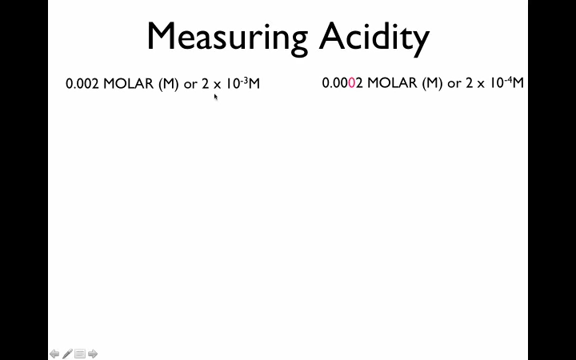 Measuring Acidity
0.002 MOLAR (M) or 2 x 10⁻³M
0.0002 MOLAR (M) or 2 x 10⁻⁴M